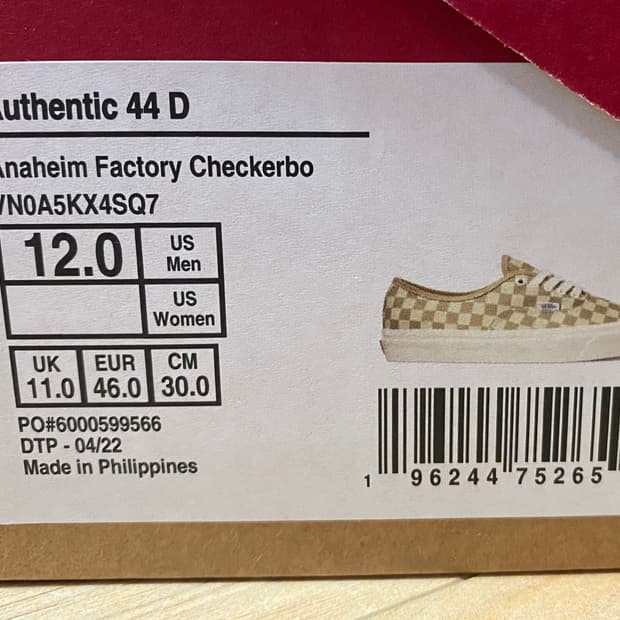 uthentic 44 D
naheim Factory Checkerbo
VN0A5KX4SQ7
12.0 US Men
US Women
UK EUR CM
11.0 46.0 30.0
PO#6000599566
DTP - 04/22
Made in Philippines
1 96244 75265